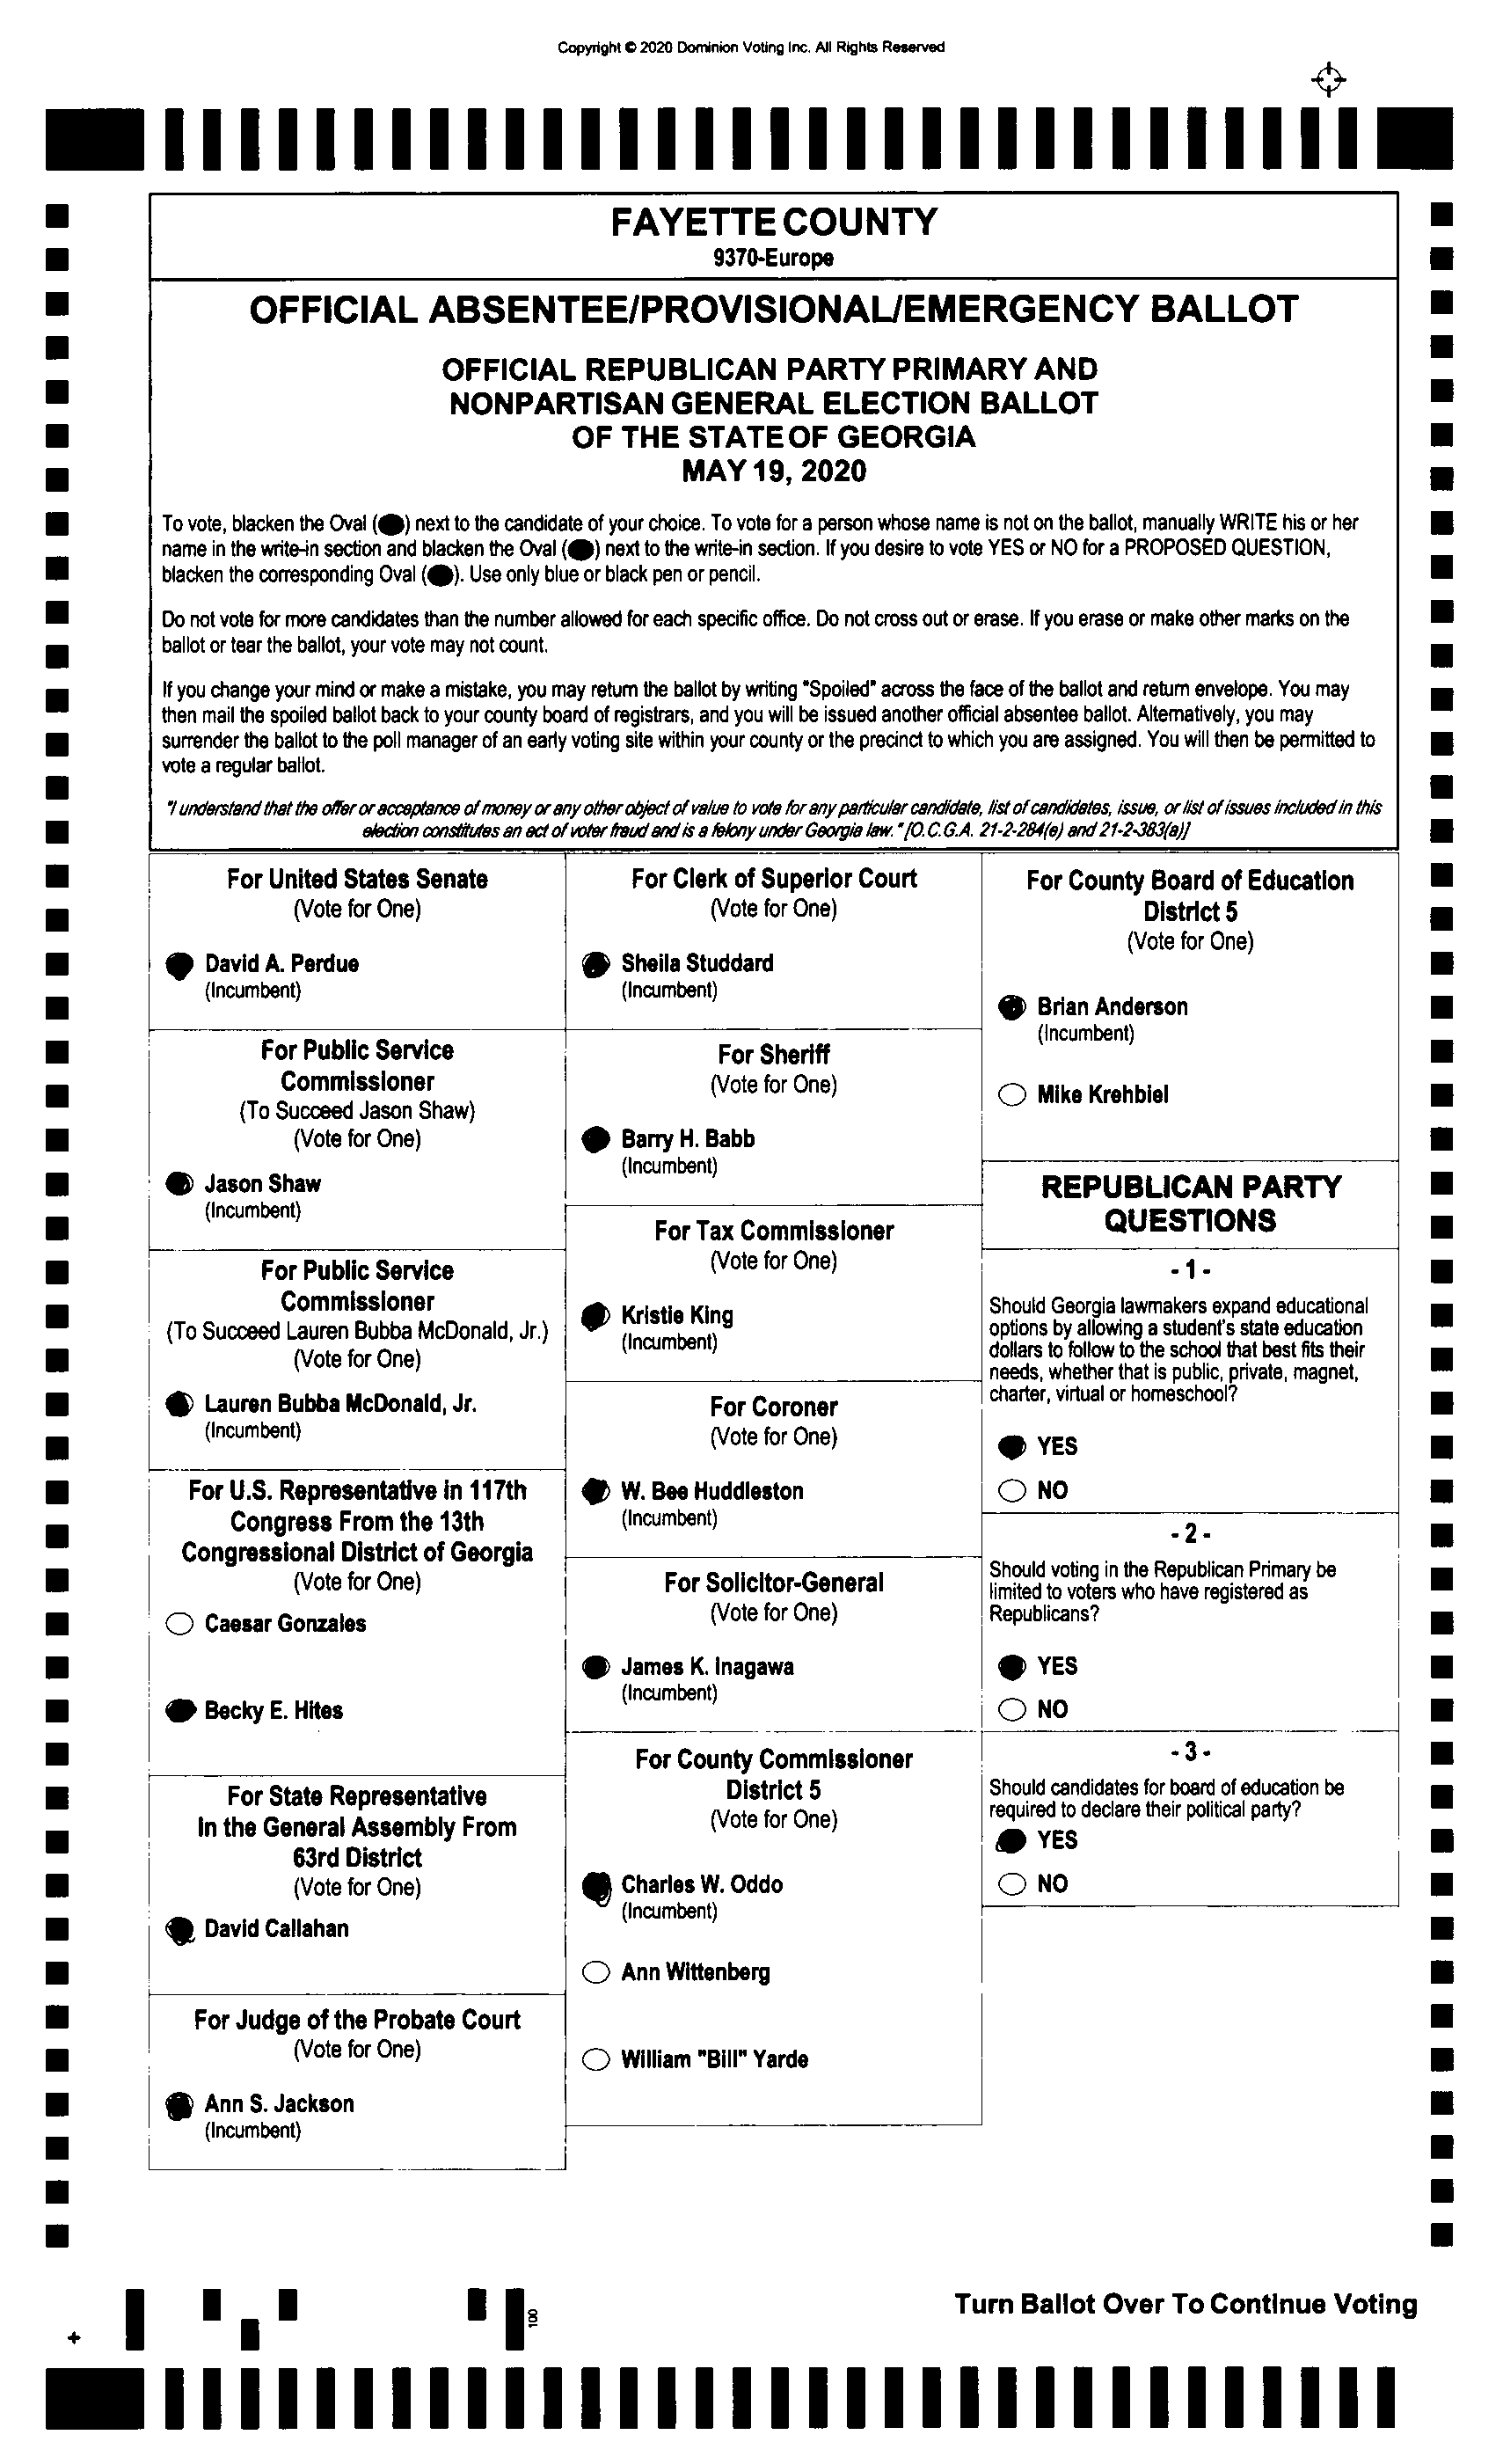 Copyright © 2020 Dominion Voting Inc. All Rights Reserved
FAYETTE COUNTY
9370-Europe
OFFICIAL ABSENTEE/PROVISIONAL/EMERGENCY BALLOT
OFFICIAL REPUBLICAN PARTY PRIMARY AND
NONPARTISAN GENERAL ELECTION BALLOT
OF THE STATE OF GEORGIA
MAY 19, 2020
To vote, blacken the Oval (●) next to the candidate of your choice. To vote for a person whose name is not on the ballot, manually WRITE his or her
name in the write-in section and blacken the Oval (●) next to the write-in section. If you desire to vote YES or NO for a PROPOSED QUESTION,
blacken the corresponding Oval (●). Use only blue or black pen or pencil.
Do not vote for more candidates than the number allowed for each specific office. Do not cross out or erase. If you erase or make other marks on the
ballot or tear the ballot, your vote may not count.
If you change your mind or make a mistake, you may return the ballot by writing "Spoiled" across the face of the ballot and return envelope. You may
then mail the spoiled ballot back to your county board of registrars, and you will be issued another official absentee ballot. Alternatively, you may
surrender the ballot to the poll manager of an early voting site within your county or the precinct to which you are assigned. You will then be permitted to
vote a regular ballot.
"I understand that the offer or acceptance of money or any other object of value to vote for any particular candidate, list of candidates, issue, or list of issues included in this
election constitutes an act of voter fraud and is a felony under Georgia law." [O.C.G.A. 21-2-284(e) and 21-2-383(a)]
For United States Senate
(Vote for One)
David A. Perdue
(Incumbent)
For Public Service
Commissioner
(To Succeed Jason Shaw)
(Vote for One)
Jason Shaw
(Incumbent)
For Public Service
Commissioner
(To Succeed Lauren Bubba McDonald, Jr.)
(Vote for One)
Lauren Bubba McDonald, Jr.
(Incumbent)
For U.S. Representative in 117th
Congress From the 13th
Congressional District of Georgia
(Vote for One)
Caesar Gonzales
Becky E. Hites
For State Representative
In the General Assembly From
63rd District
(Vote for One)
David Callahan
For Judge of the Probate Court
(Vote for One)
Ann S. Jackson
(Incumbent)
For Clerk of Superior Court
(Vote for One)
Sheila Studdard
(Incumbent)
For Sheriff
(Vote for One)
Barry H. Babb
(Incumbent)
For Tax Commissioner
(Vote for One)
Kristie King
(Incumbent)
For Coroner
(Vote for One)
W. Bee Huddleston
(Incumbent)
For Solicitor-General
(Vote for One)
James K. Inagawa
(Incumbent)
For County Commissioner
District 5
(Vote for One)
Charles W. Oddo
(Incumbent)
Ann Wittenberg
William "Bill" Yarde
For County Board of Education
District 5
(Vote for One)
Brian Anderson
(Incumbent)
Mike Krehbiel
REPUBLICAN PARTY
QUESTIONS
- 1 -
Should Georgia lawmakers expand educational
options by allowing a student's state education
dollars to follow to the school that best fits their
needs, whether that is public, private, magnet,
charter, virtual or homeschool?
YES
NO
- 2 -
Should voting in the Republican Primary be
limited to voters who have registered as
Republicans?
YES
NO
- 3 -
Should candidates for board of education be
required to declare their political party?
YES
NO
Turn Ballot Over To Continue Voting
100